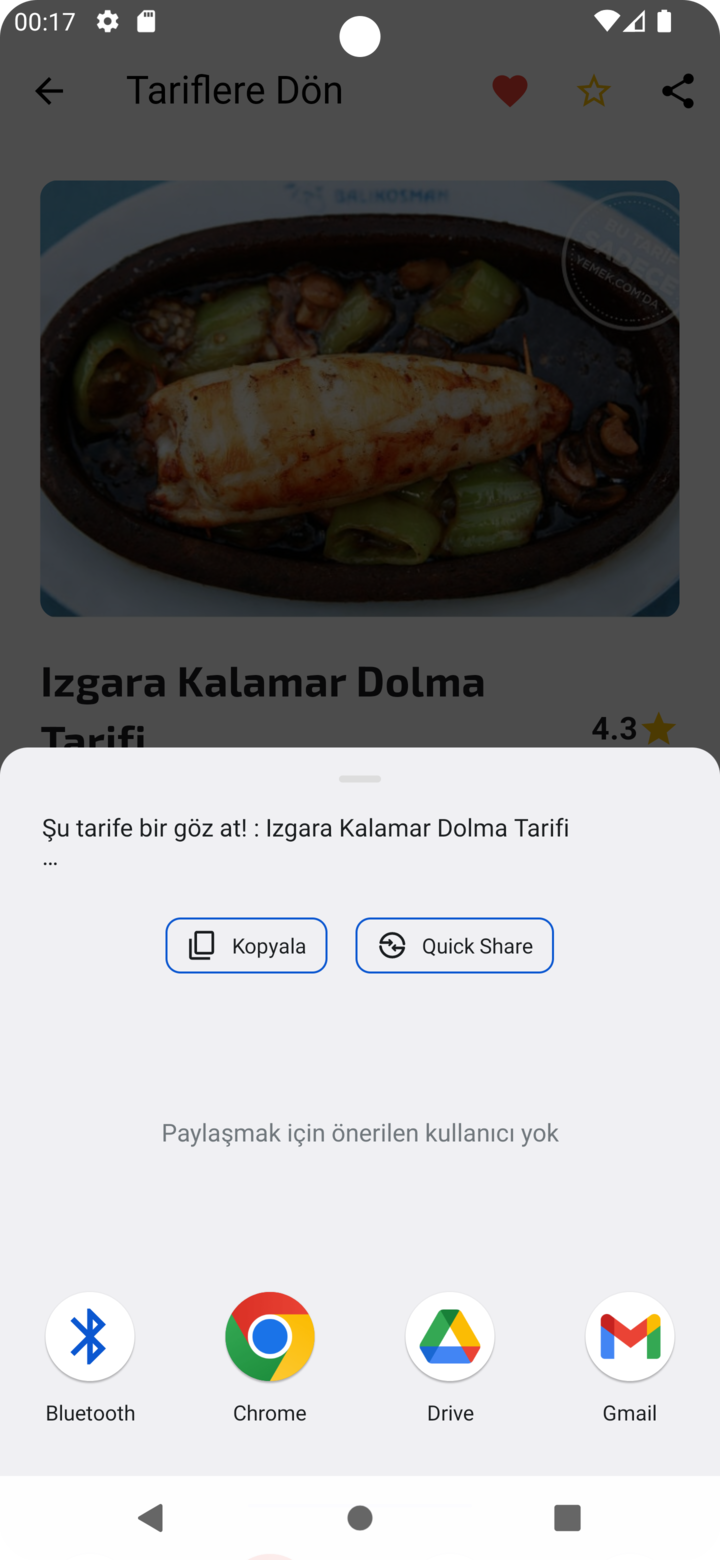 00:17
Tariflere Dön
BALIKOSMAN
BU TARİF
SADECE
YEMEK.COM'DA
Izgara Kalamar Dolma
Tarifi
4.3
Şu tarife bir göz at! : Izgara Kalamar Dolma Tarifi
…
Kopyala
Quick Share
Paylaşmak için önerilen kullanıcı yok
Bluetooth
Chrome
Drive
Gmail